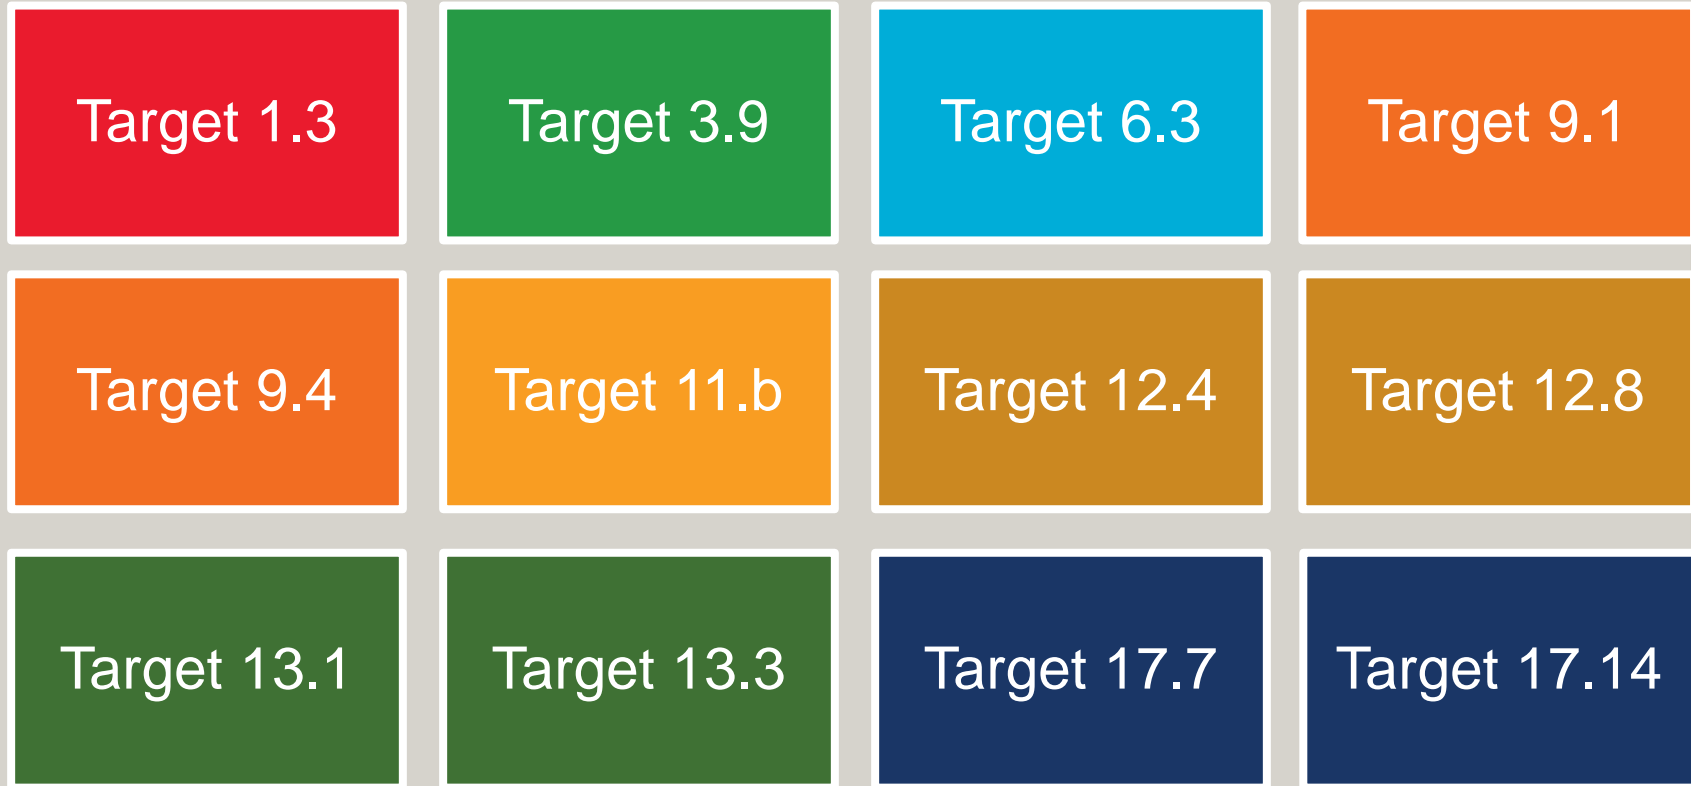 Target 1.3
Target 3.9
Target 6.3
Target 9.1
Target 9.4
Target 11.b
Target 12.4
Target 12.8
Target 13.1
Target 13.3
Target 17.7
Target 17.14